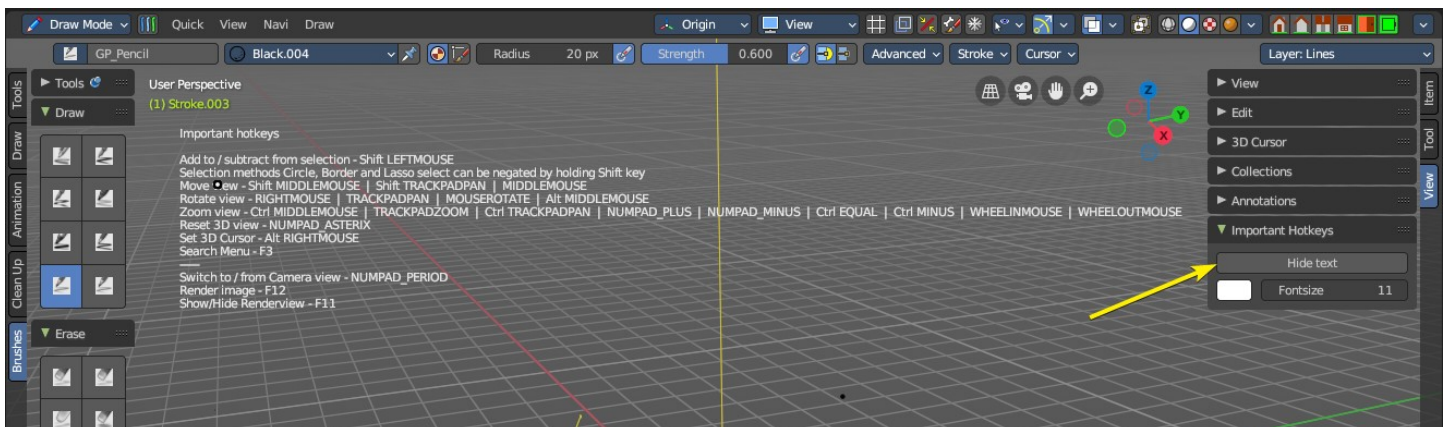 Draw Mode Quick View Navi Draw Origin View
GP_Pencil Black.004 Radius 20 px Strength 0.600 Advanced Stroke Cursor Layer: Lines
Tools
Draw
Animation
Clean Up
Brushes
Tools
Draw
Erase
User Perspective
(1) Stroke.003
Important hotkeys
Add to / subtract from selection - Shift LEFTMOUSE
Selection methods Circle, Border and Lasso select can be negated by holding Shift key
Move ew - Shift MIDDLEMOUSE | Shift TRACKPADPAN | MIDDLEMOUSE
Rotate view - RIGHTMOUSE | TRACKPADPAN | MOUSEROTATE | Alt MIDDLEMOUSE
Zoom view - Ctrl MIDDLEMOUSE | TRACKPADZOOM | Ctrl TRACKPADPAN | NUMPAD_PLUS | NUMPAD_MINUS | Ctrl EQUAL | Ctrl MINUS | WHEELINMOUSE | WHEELOUTMOUSE
Reset 3D view - NUMPAD_ASTERIX
Set 3D Cursor - Alt RIGHTMOUSE
Search Menu - F3
——
Switch to / from Camera view - NUMPAD_PERIOD
Render image - F12
Show/Hide Renderview - F11
Z
Y
X
View
Edit
3D Cursor
Collections
Annotations
Important Hotkeys
Hide text
Fontsize 11
Item
Tool
View